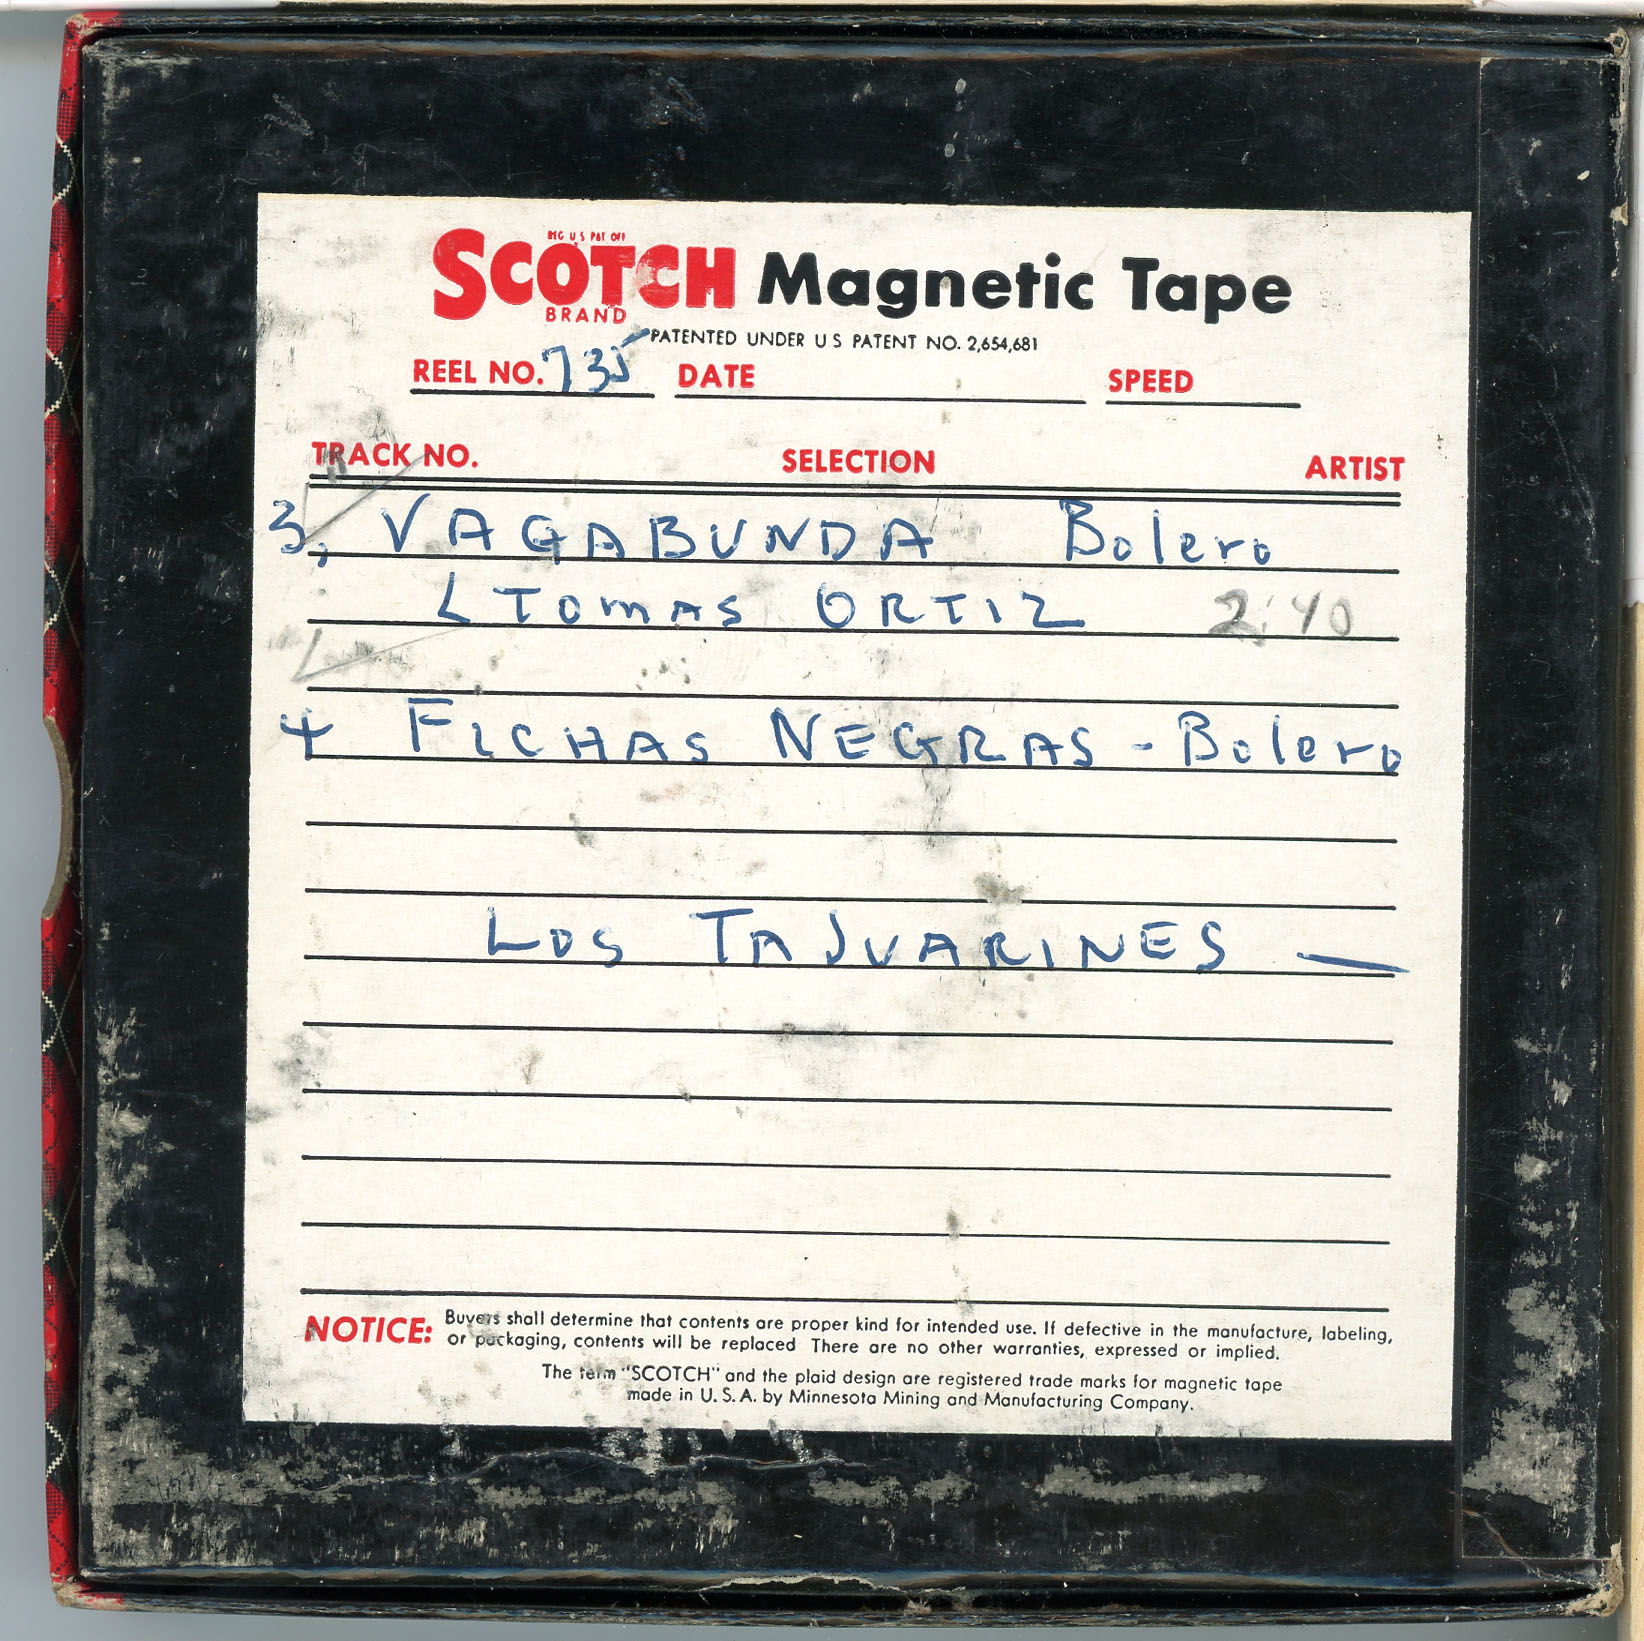 REG U S PAT OFF
SCOTCH Magnetic Tape
BRAND
PATENTED UNDER U S PATENT NO. 2,654,681
REEL NO. 735 DATE SPEED
TRACK NO. SELECTION ARTIST
3, VAGABUNDA Bolero
TOMAS ORTIZ 2:40
4 FICHAS NEGRAS - Bolero
LOS TAJUARINES —
NOTICE: Buyers shall determine that contents are proper kind for intended use. If defective in the manufacture, labeling,
or packaging, contents will be replaced There are no other warranties, expressed or implied.
The term "SCOTCH" and the plaid design are registered trade marks for magnetic tape
made in U. S. A. by Minnesota Mining and Manufacturing Company.